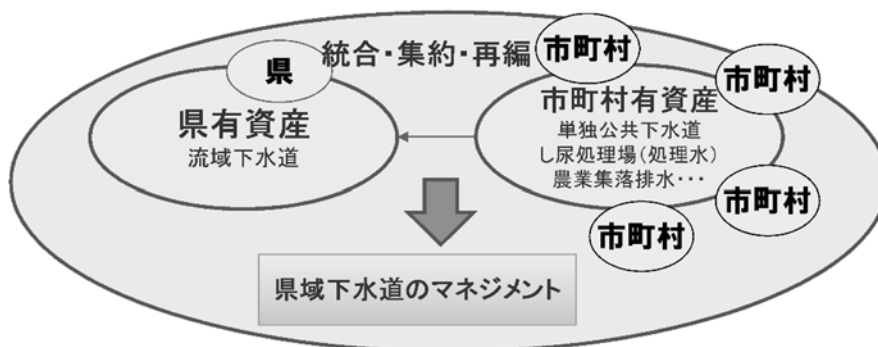 統合・集約・再編
県
県有資産
流域下水道
市町村
市町村
市町村有資産
単独公共下水道
し尿処理場(処理水)
農業集落排水・・・
市町村
市町村
県域下水道のマネジメント